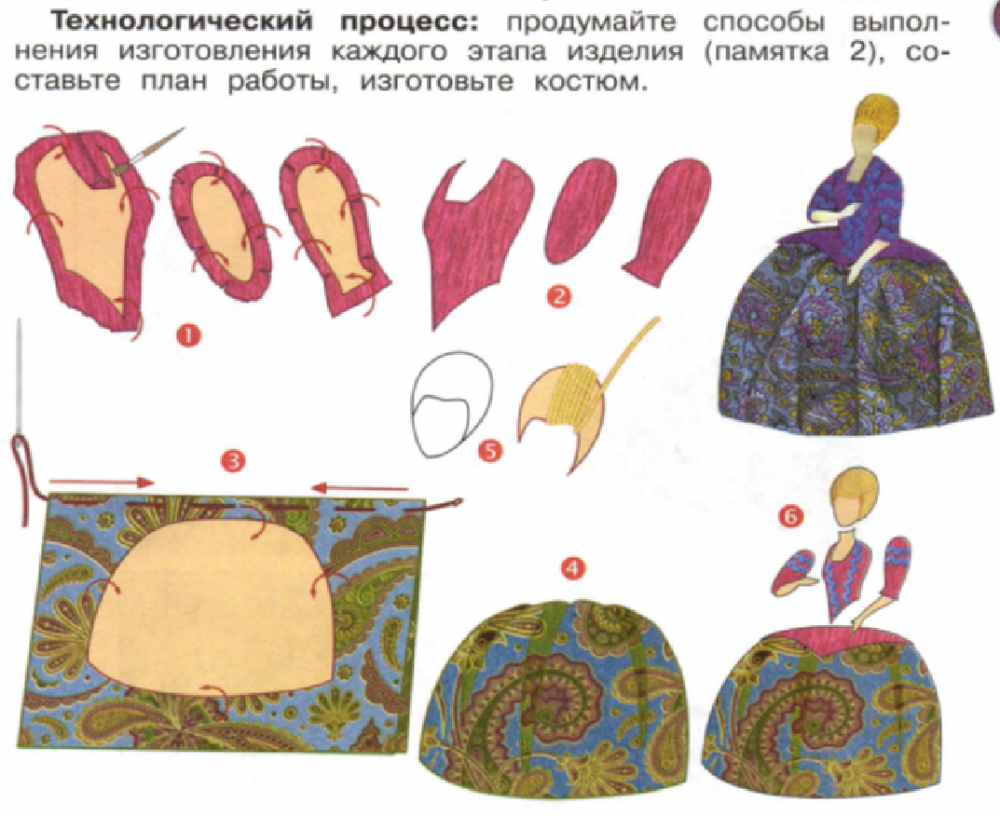 Технологический процесс: продумайте способы выпол-
нения изготовления каждого этапа изделия (памятка 2), со-
ставьте план работы, изготовьте костюм.
1
2
3
4
5
6